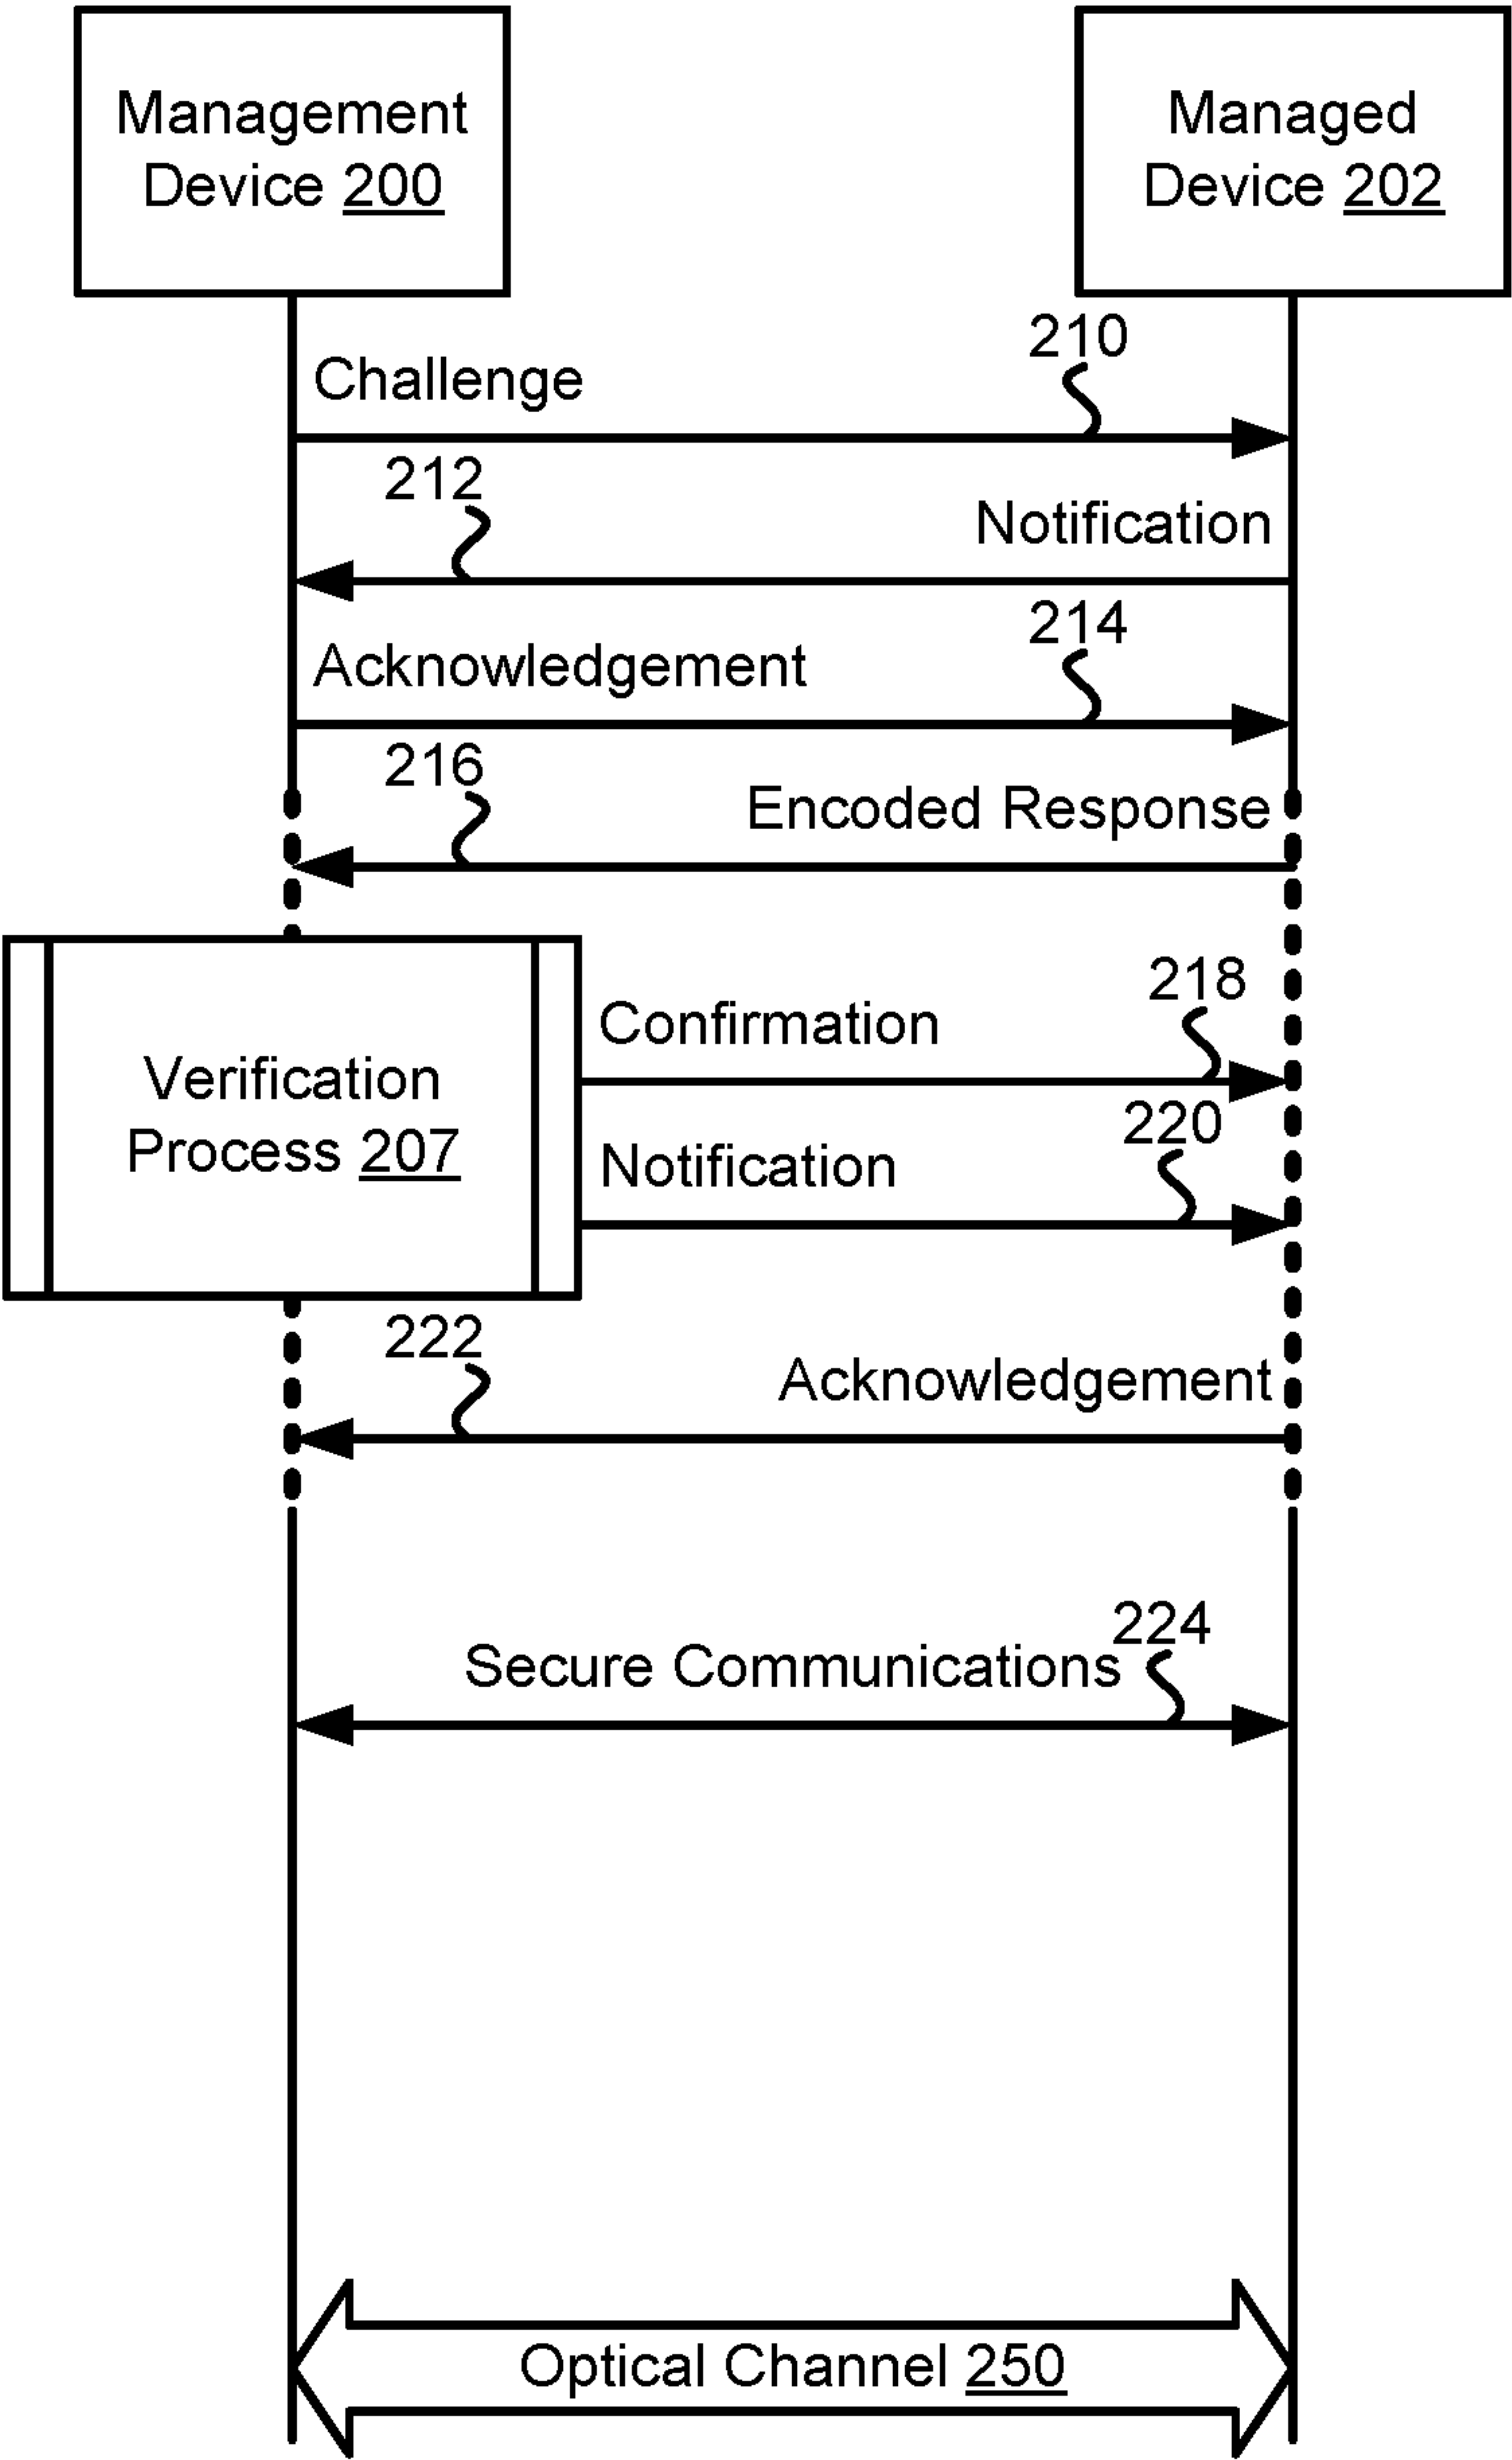 Management
Device 200
Managed
Device 202
210
Challenge
212
Notification
214
Acknowledgement
216
Encoded Response
218
Confirmation
Verification
Process 207
220
Notification
222
Acknowledgement
224
Secure Communications
Optical Channel 250